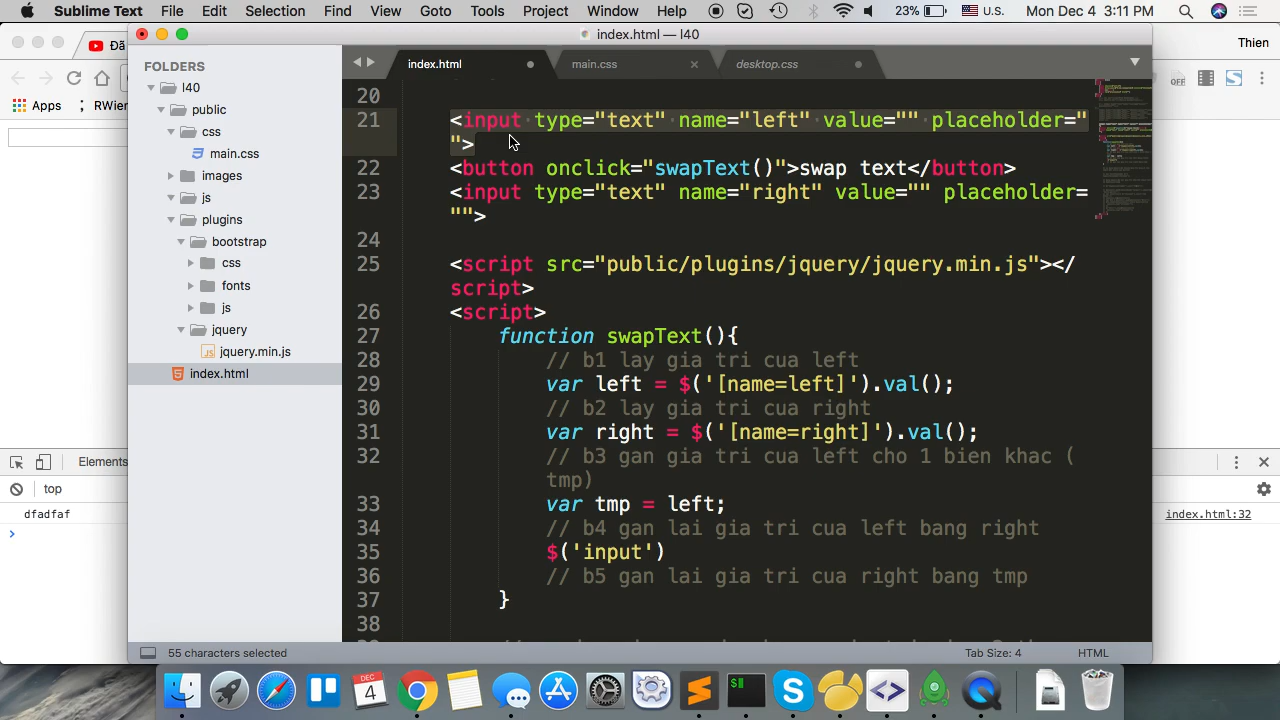 Sublime Text File Edit Selection Find View Goto Tools Project Window Help 23% U.S. Mon Dec 4 3:11 PM
index.html — l40
Đã
Thien
FOLDERS
index.html
main.css
desktop.css
l40
public
css
main.css
images
js
plugins
bootstrap
css
fonts
js
jquery
jquery.min.js
index.html
Apps
RWier
OFF
20
21 <input type="text" name="left" value="" placeholder="
">
22 <button onclick="swapText()">swap text</button>
23 <input type="text" name="right" value="" placeholder=
"">
24
25 <script src="public/plugins/jquery/jquery.min.js"></
script>
26 <script>
27 function swapText(){
28 // b1 lay gia tri cua left
29 var left = $('[name=left]').val();
30 // b2 lay gia tri cua right
31 var right = $('[name=right]').val();
32 // b3 gan gia tri cua left cho 1 bien khac (
tmp)
33 var tmp = left;
34 // b4 gan lai gia tri cua left bang right
35 $('input')
36 // b5 gan lai gia tri cua right bang tmp
37 }
38
Elements
top
dfadfaf
index.html:32
55 characters selected
Tab Size: 4
HTML
DEC
4